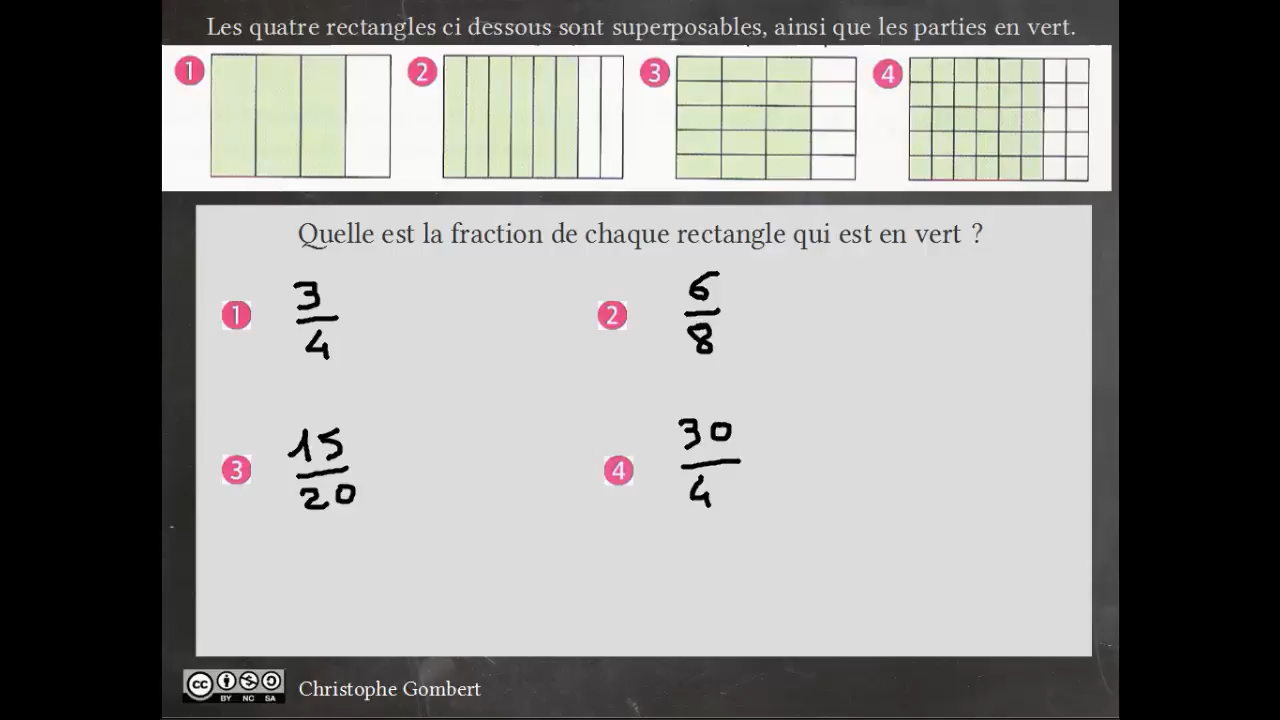 Les quatre rectangles ci dessous sont superposables, ainsi que les parties en vert.
1 2 3 4
Quelle est la fraction de chaque rectangle qui est en vert ?
1 3/4 2 6/8
3 15/20 4 30/4
CC BY NC SA Christophe Gombert